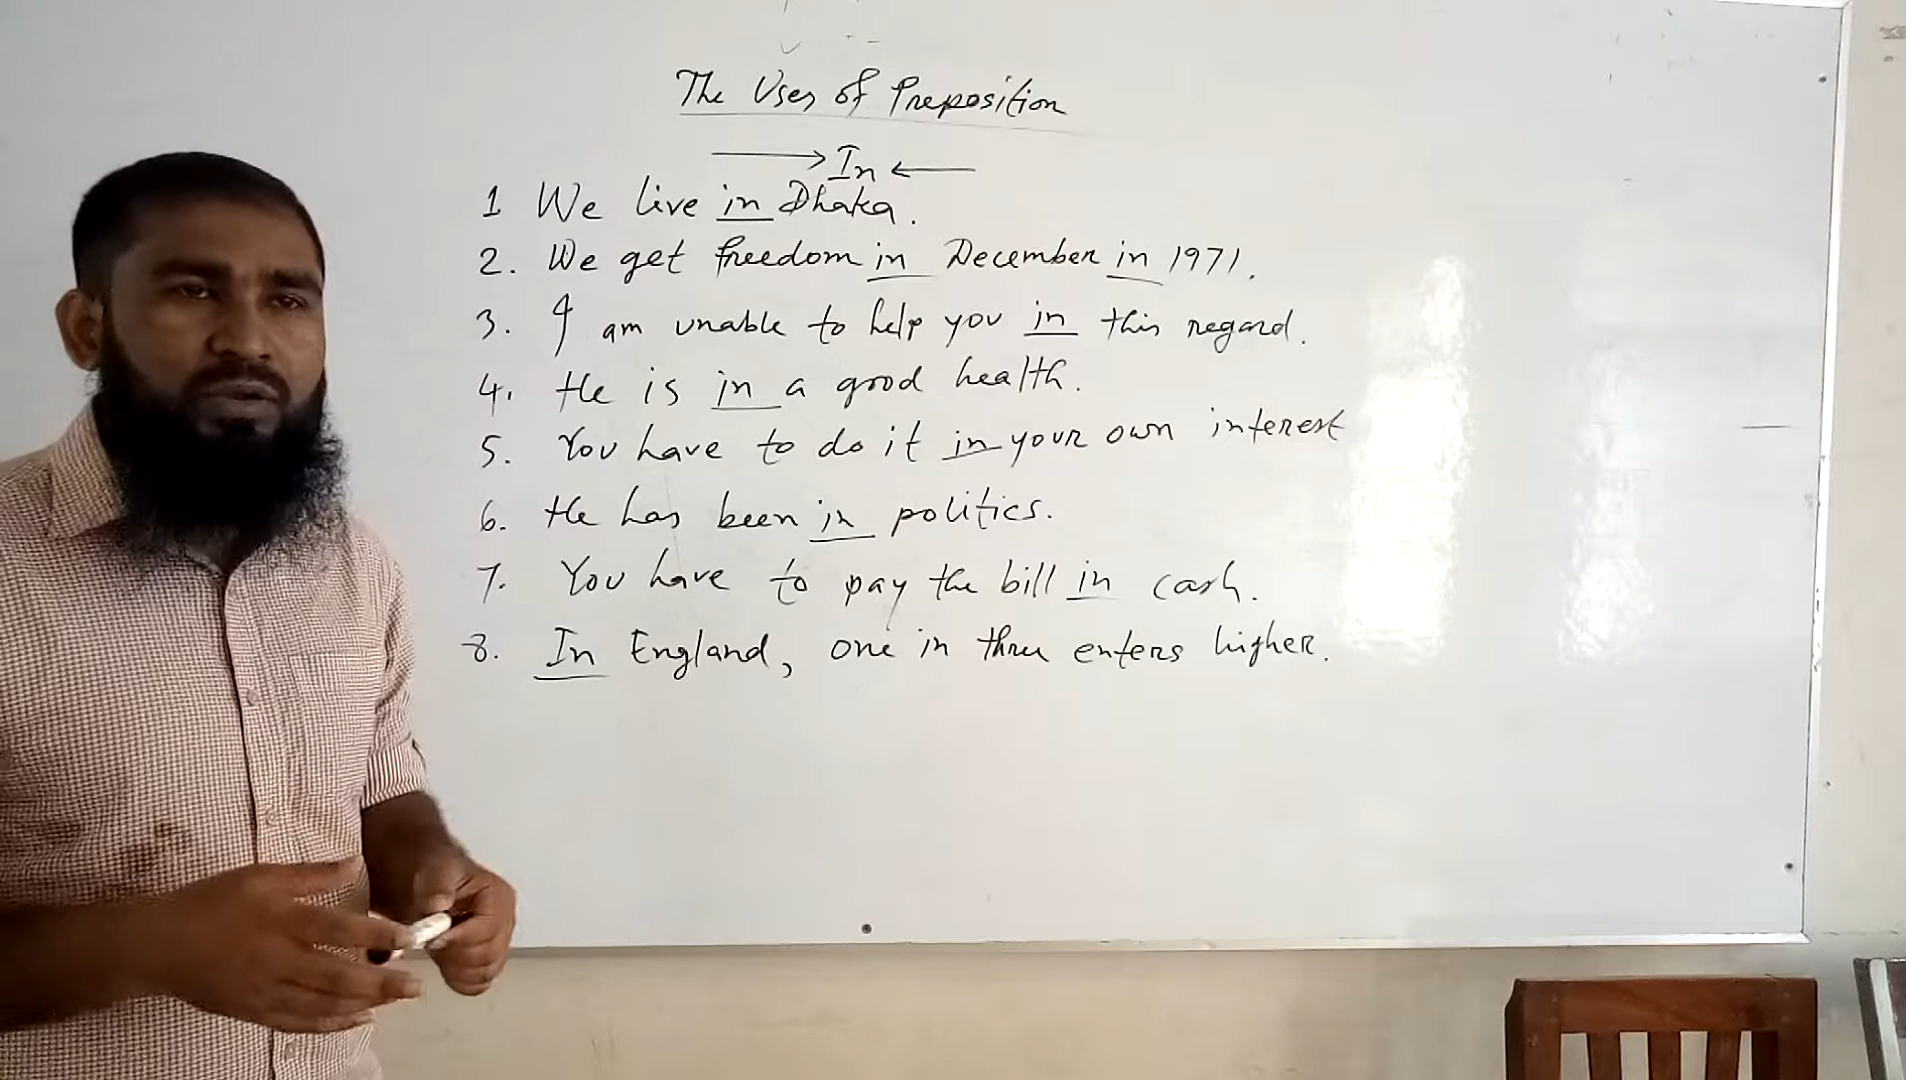 The Uses of Preposition
In
1 We live in Dhaka.
2. We get freedom in December in 1971.
3. I am unable to help you in this regard.
4. He is in a good health.
5. You have to do it in your own interest
6. He has been in politics.
7. You have to pay the bill in cash.
8. In England, one in three enters higher.